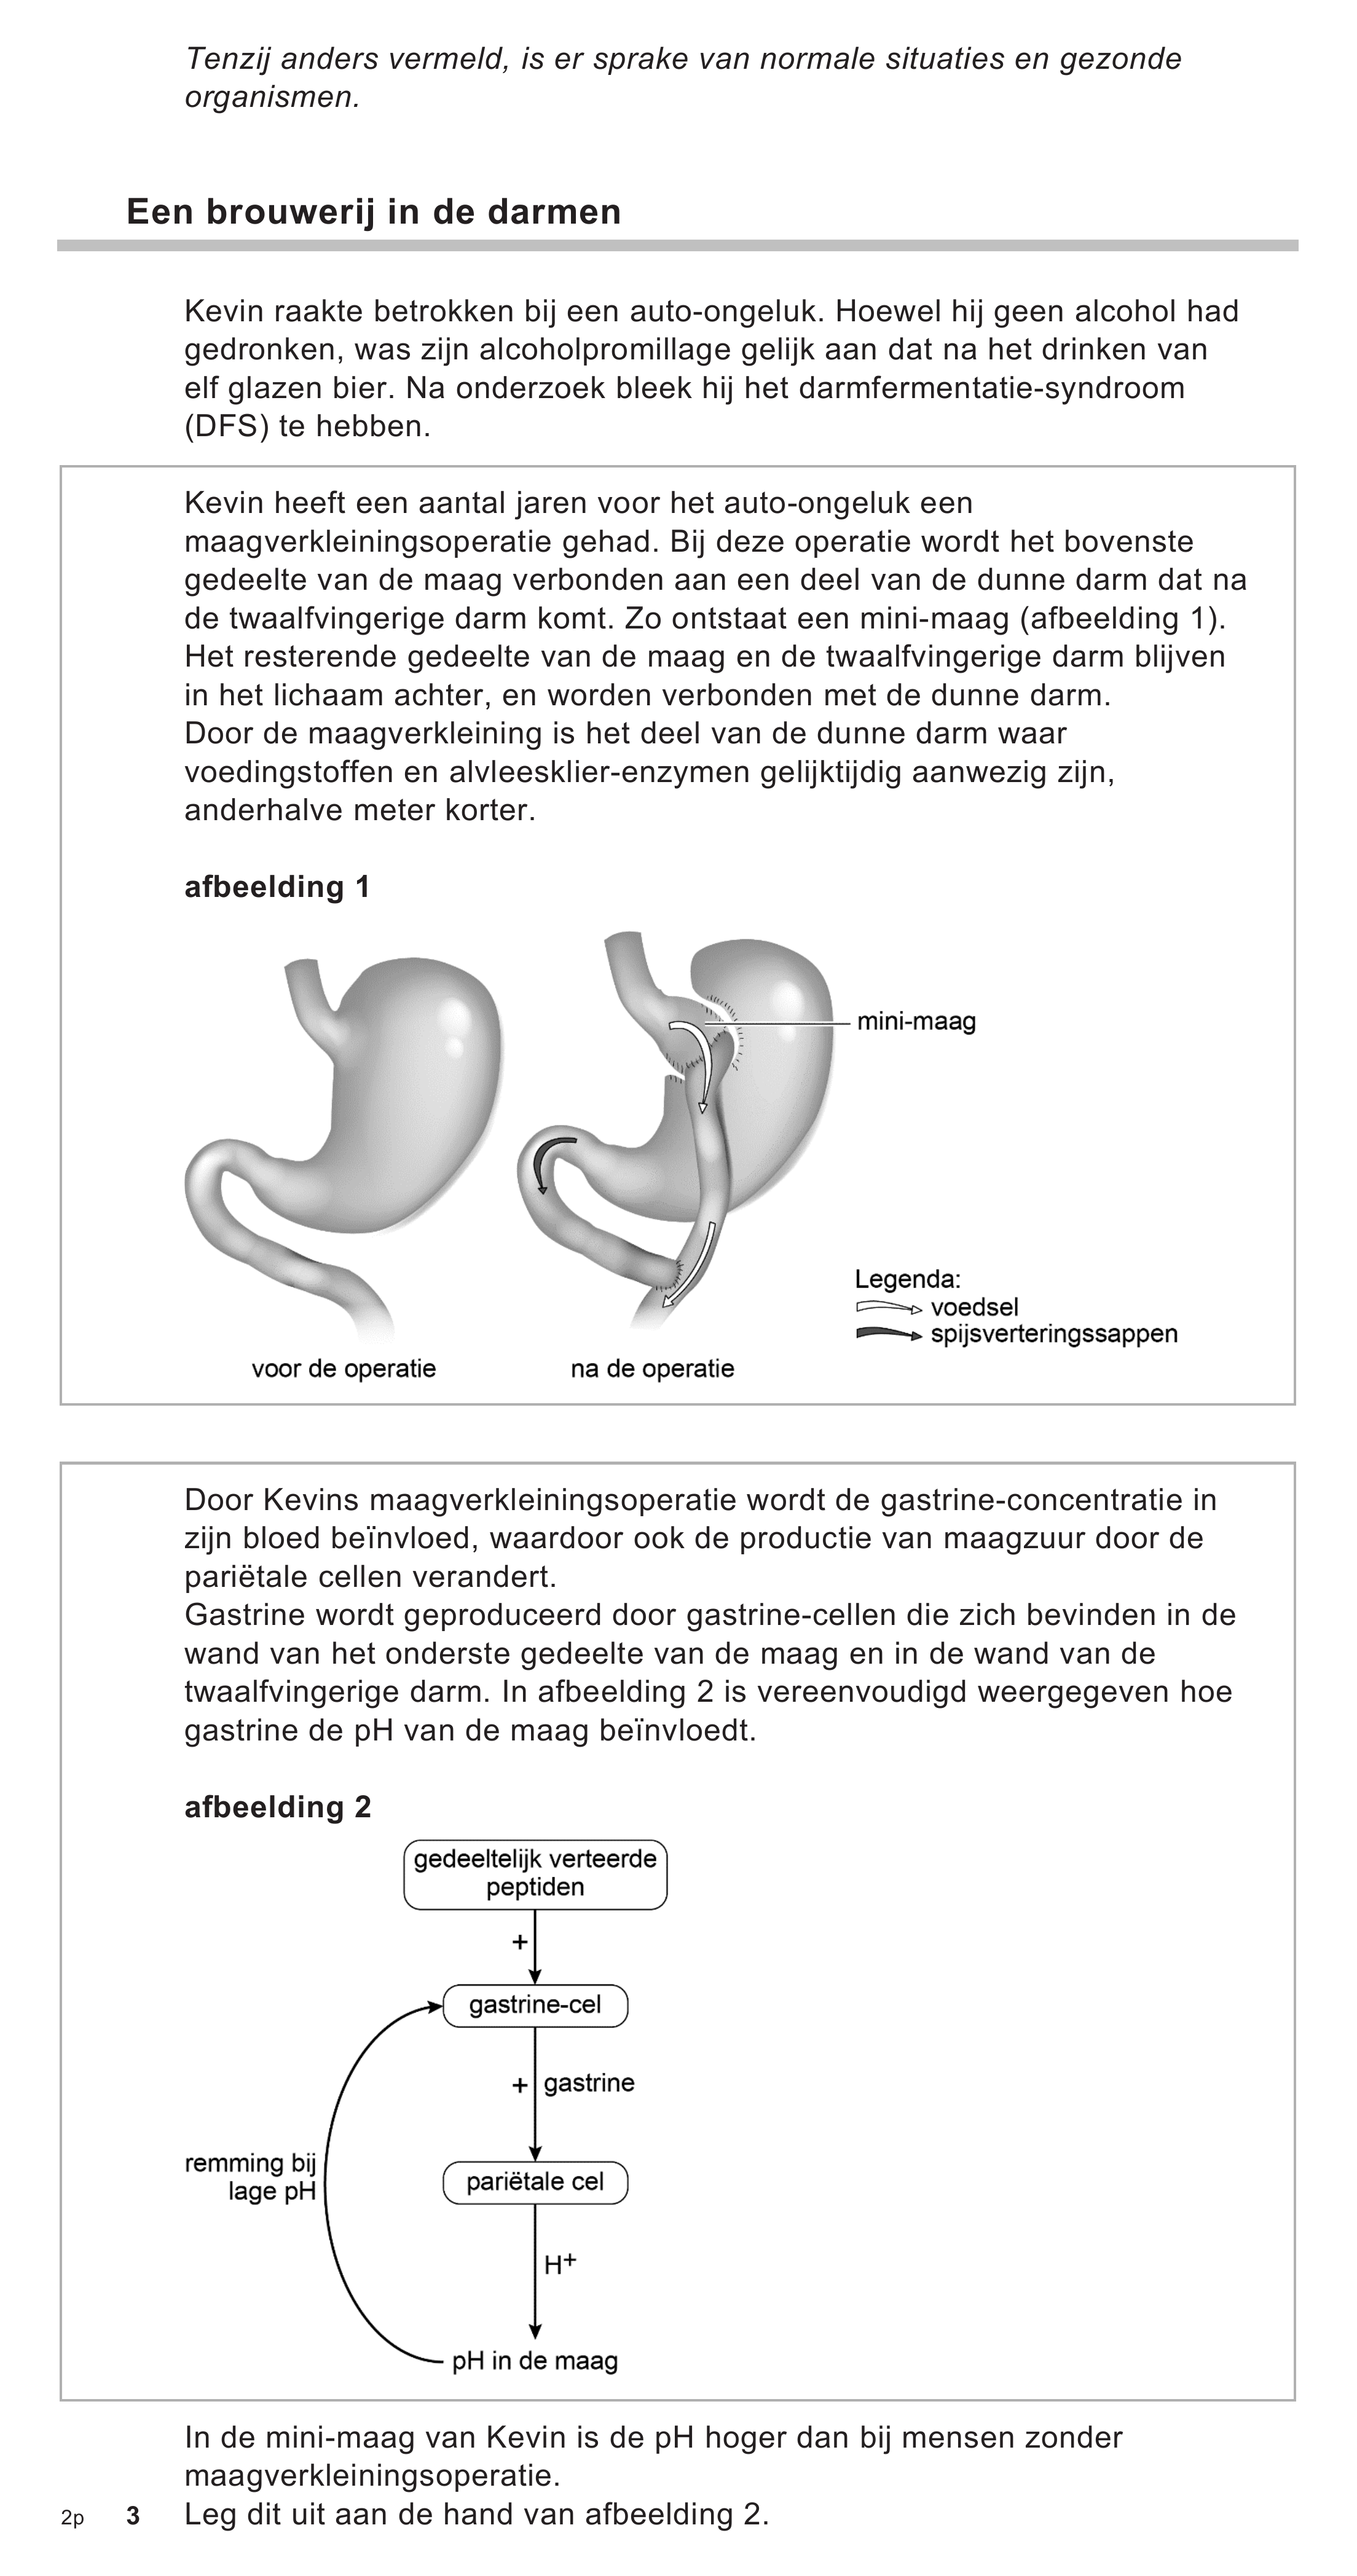 Tenzij anders vermeld, is er sprake van normale situaties en gezonde
organismen.
Een brouwerij in de darmen
Kevin raakte betrokken bij een auto-ongeluk. Hoewel hij geen alcohol had
gedronken, was zijn alcoholpromillage gelijk aan dat na het drinken van
elf glazen bier. Na onderzoek bleek hij het darmfermentatie-syndroom
(DFS) te hebben.
Kevin heeft een aantal jaren voor het auto-ongeluk een
maagverkleiningsoperatie gehad. Bij deze operatie wordt het bovenste
gedeelte van de maag verbonden aan een deel van de dunne darm dat na
de twaalfvingerige darm komt. Zo ontstaat een mini-maag (afbeelding 1).
Het resterende gedeelte van de maag en de twaalfvingerige darm blijven
in het lichaam achter, en worden verbonden met de dunne darm.
Door de maagverkleining is het deel van de dunne darm waar
voedingstoffen en alvleesklier-enzymen gelijktijdig aanwezig zijn,
anderhalve meter korter.
afbeelding 1
mini-maag
Legenda:
voedsel
spijsverteringssappen
voor de operatie
na de operatie
Door Kevins maagverkleiningsoperatie wordt de gastrine-concentratie in
zijn bloed beïnvloed, waardoor ook de productie van maagzuur door de
pariëtale cellen verandert.
Gastrine wordt geproduceerd door gastrine-cellen die zich bevinden in de
wand van het onderste gedeelte van de maag en in de wand van de
twaalfvingerige darm. In afbeelding 2 is vereenvoudigd weergegeven hoe
gastrine de pH van de maag beïnvloedt.
afbeelding 2
gedeeltelijk verteerde
peptiden
+
gastrine-cel
+ gastrine
remming bij
lage pH
pariëtale cel
H+
pH in de maag
In de mini-maag van Kevin is de pH hoger dan bij mensen zonder
maagverkleiningsoperatie.
2p 3 Leg dit uit aan de hand van afbeelding 2.